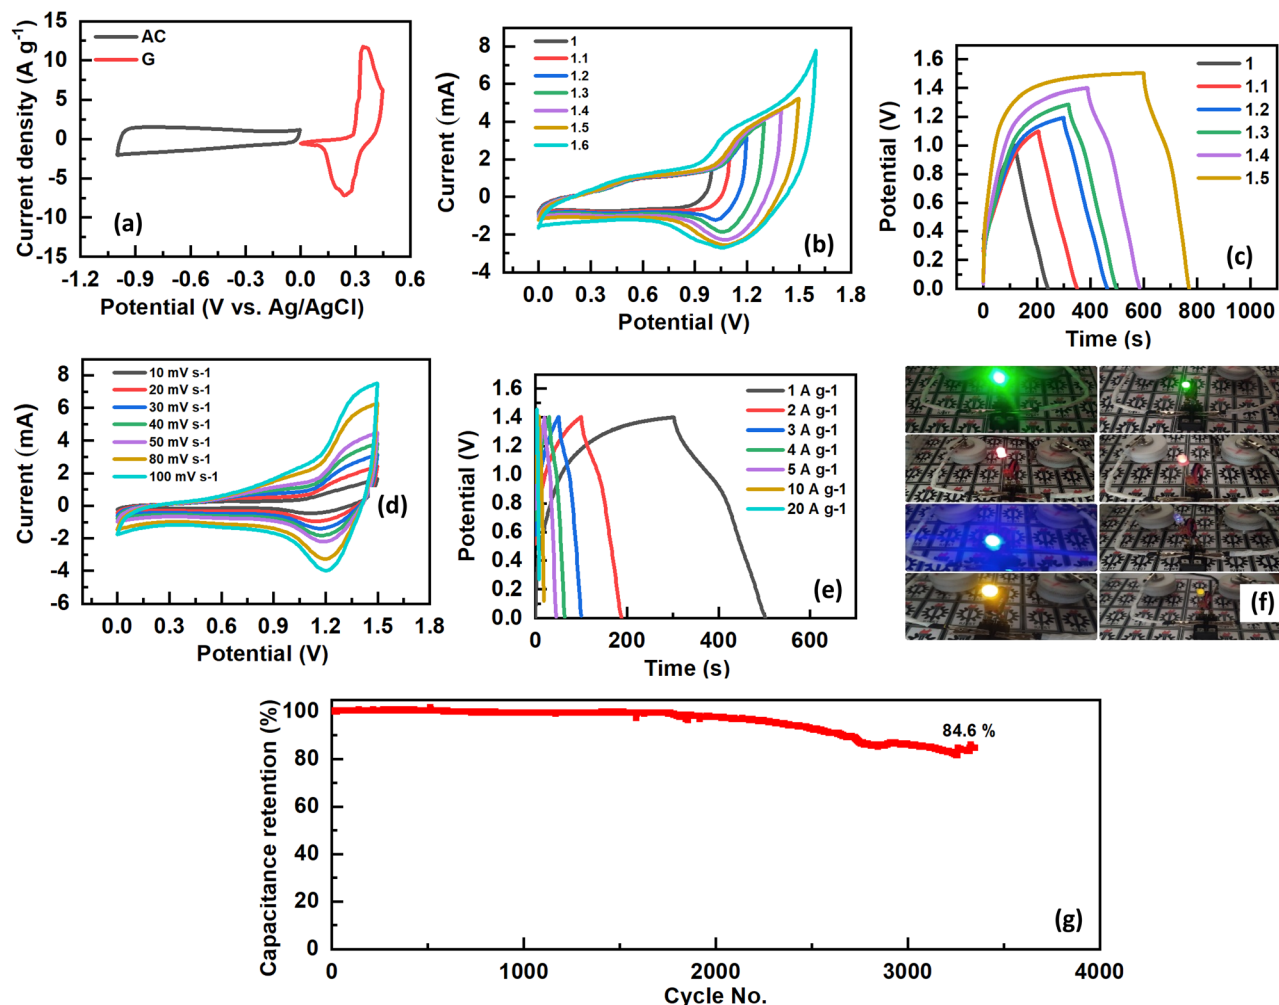 15
10
5
0
-5
-10
-15
Current density (A g-1)
AC
G
(a)
-1.2 -0.9 -0.6 -0.3 0.0 0.3 0.6
Potential (V vs. Ag/AgCl)
8
6
4
2
0
-2
-4
Current (mA)
1
1.1
1.2
1.3
1.4
1.5
1.6
(b)
0.0 0.3 0.6 0.9 1.2 1.5 1.8
Potential (V)
1.6
1.4
1.2
1.0
0.8
0.6
0.4
0.2
0.0
Potential (V)
1
1.1
1.2
1.3
1.4
1.5
(c)
0 200 400 600 800 1000
Time (s)
8
6
4
2
0
-2
-4
-6
Current (mA)
10 mV s-1
20 mV s-1
30 mV s-1
40 mV s-1
50 mV s-1
80 mV s-1
100 mV s-1
(d)
0.0 0.3 0.6 0.9 1.2 1.5 1.8
Potential (V)
1.6
1.4
1.2
1.0
0.8
0.6
0.4
0.2
0.0
Potential (V)
1 A g-1
2 A g-1
3 A g-1
4 A g-1
5 A g-1
10 A g-1
20 A g-1
(e)
0 200 400 600
Time (s)
(f)
100
80
60
40
20
0
Capacitance retention (%)
84.6 %
(g)
0 1000 2000 3000 4000
Cycle No.